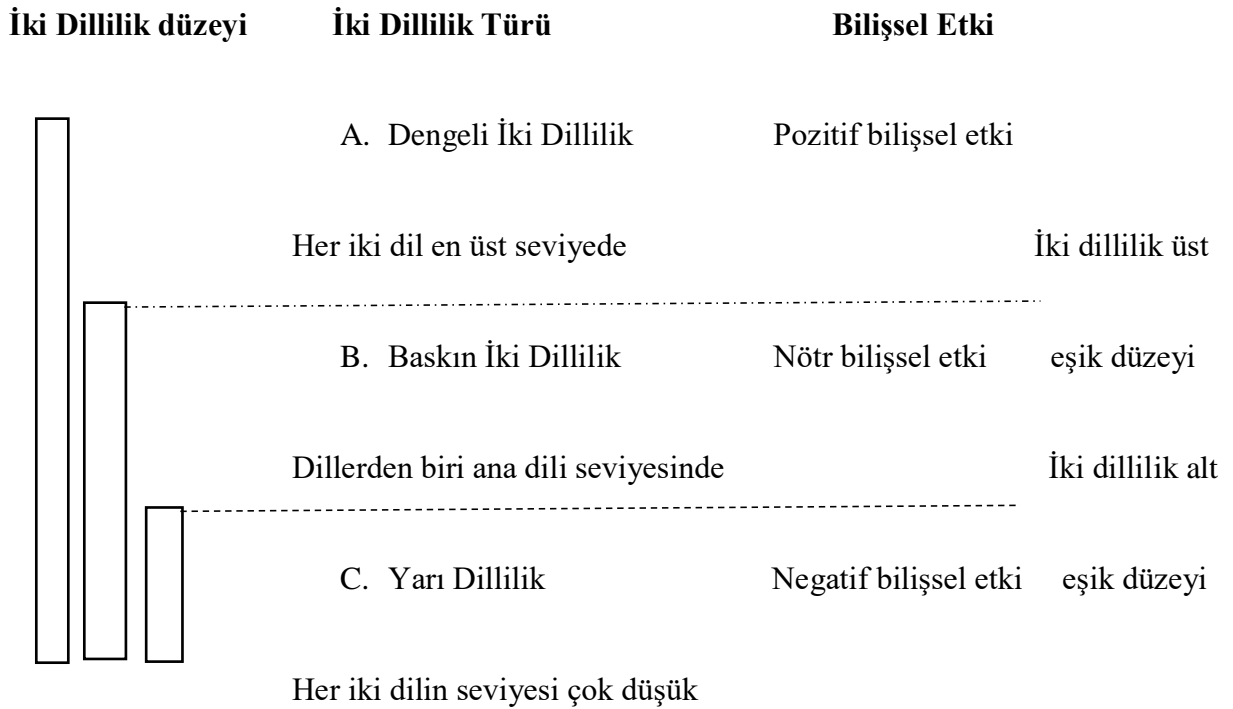 İki Dillilik düzeyi İki Dillilik Türü Bilişsel Etki
A. Dengeli İki Dillilik Pozitif bilişsel etki
Her iki dil en üst seviyede İki dillilik üst
B. Baskın İki Dillilik Nötr bilişsel etki eşik düzeyi
Dillerden biri ana dili seviyesinde İki dillilik alt
C. Yarı Dillilik Negatif bilişsel etki eşik düzeyi
Her iki dilin seviyesi çok düşük